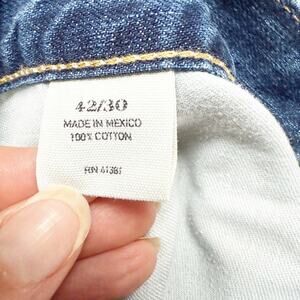 42/30
MADE IN MEXICO
100% COTTON
RN 41381